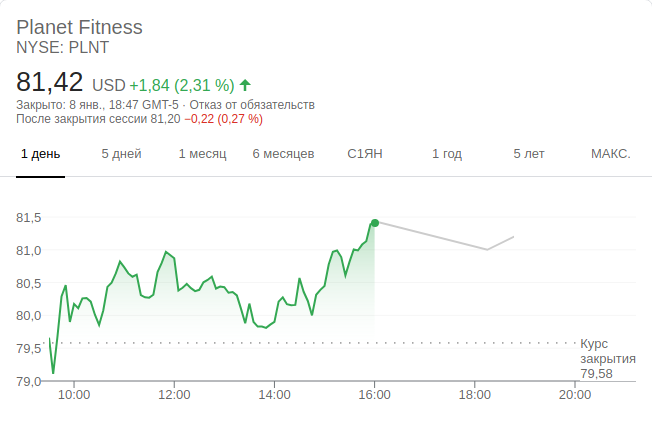 Planet Fitness
NYSE: PLNT
81,42 USD +1,84 (2,31 %)
Закрыто: 8 янв., 18:47 GMT-5 · Отказ от обязательств
После закрытия сессии 81,20 −0,22 (0,27 %)
1 день 5 дней 1 месяц 6 месяцев С1ЯН 1 год 5 лет МАКС.
81,5
81,0
80,5
80,0
79,5
79,0
Курс
закрытия
79,58
10:00 12:00 14:00 16:00 18:00 20:00